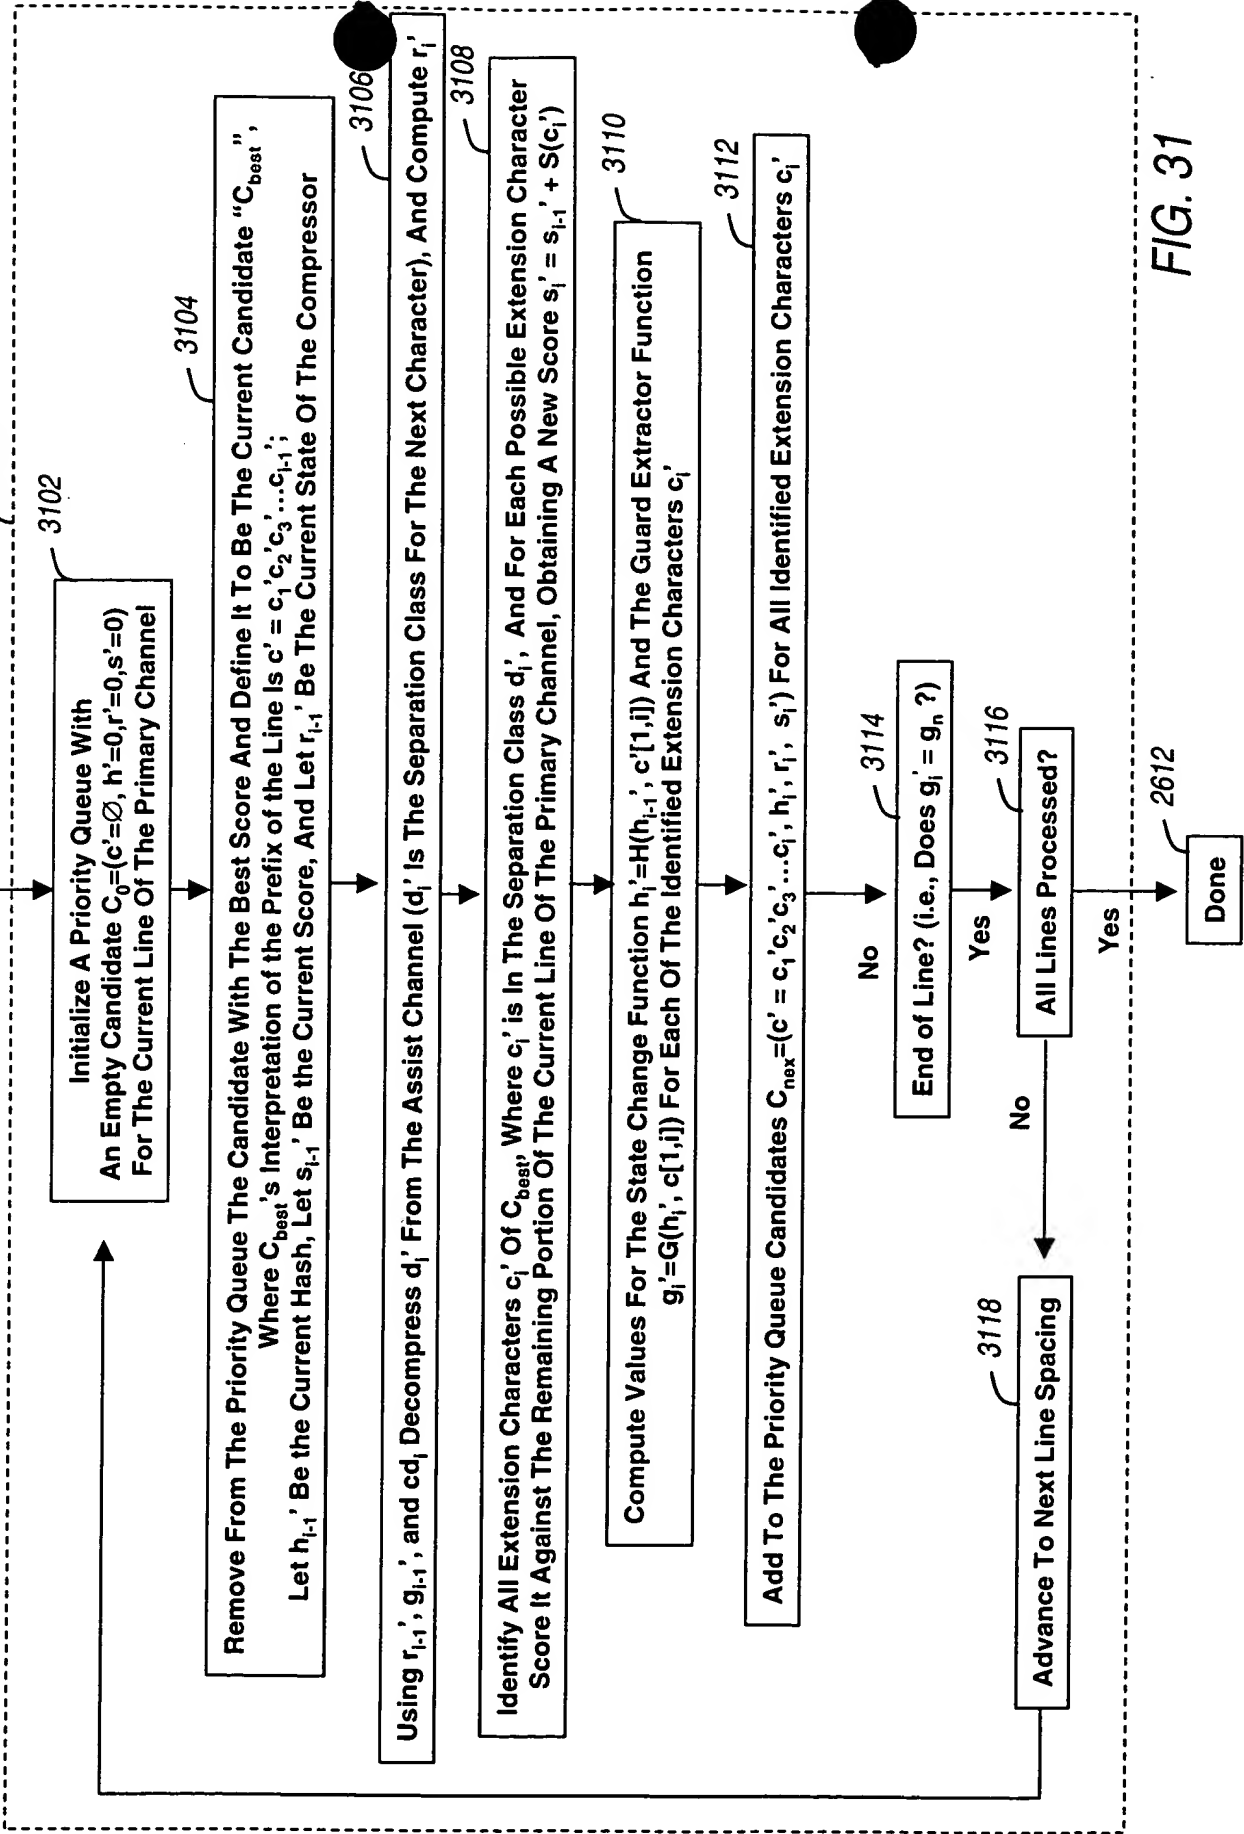 3102
Initialize A Priority Queue With
An Empty Candidate C0=(c'=∅, h'=0,r'=0,s'=0)
For The Current Line Of The Primary Channel
3104
Remove From The Priority Queue The Candidate With The Best Score And Define It To Be The Current Candidate "Cbest",
Where Cbest's Interpretation of the Prefix of the Line Is c' = c1'c2'c3'...ci-1';
Let hi-1' Be the Current Hash, Let si-1' Be the Current Score, And Let ri-1' Be The Current State Of The Compressor
3106
Using ri-1', gi-1', and cdi Decompress di' From The Assist Channel (di' Is The Separation Class For The Next Character), And Compute ri'
3108
Identify All Extension Characters ci' Of Cbest, Where ci' is In The Separation Class di', And For Each Possible Extension Character
Score It Against The Remaining Portion Of The Current Line Of The Primary Channel, Obtaining A New Score si' = si-1' + S(ci')
3110
Compute Values For The State Change Function hi'=H(hi-1', c'[1,i]) And The Guard Extractor Function
gi'=G(hi', c[1,i]) For Each Of The Identified Extension Characters ci'
3112
Add To The Priority Queue Candidates Cnex=(c' = c1'c2'c3'...ci', hi', ri', si') For All Identified Extension Characters ci'
No
3114
End of Line? (i.e., Does gi' = gn ?)
Yes
3116
All Lines Processed?
No
3118
Advance To Next Line Spacing
Yes
2612
Done
FIG. 31